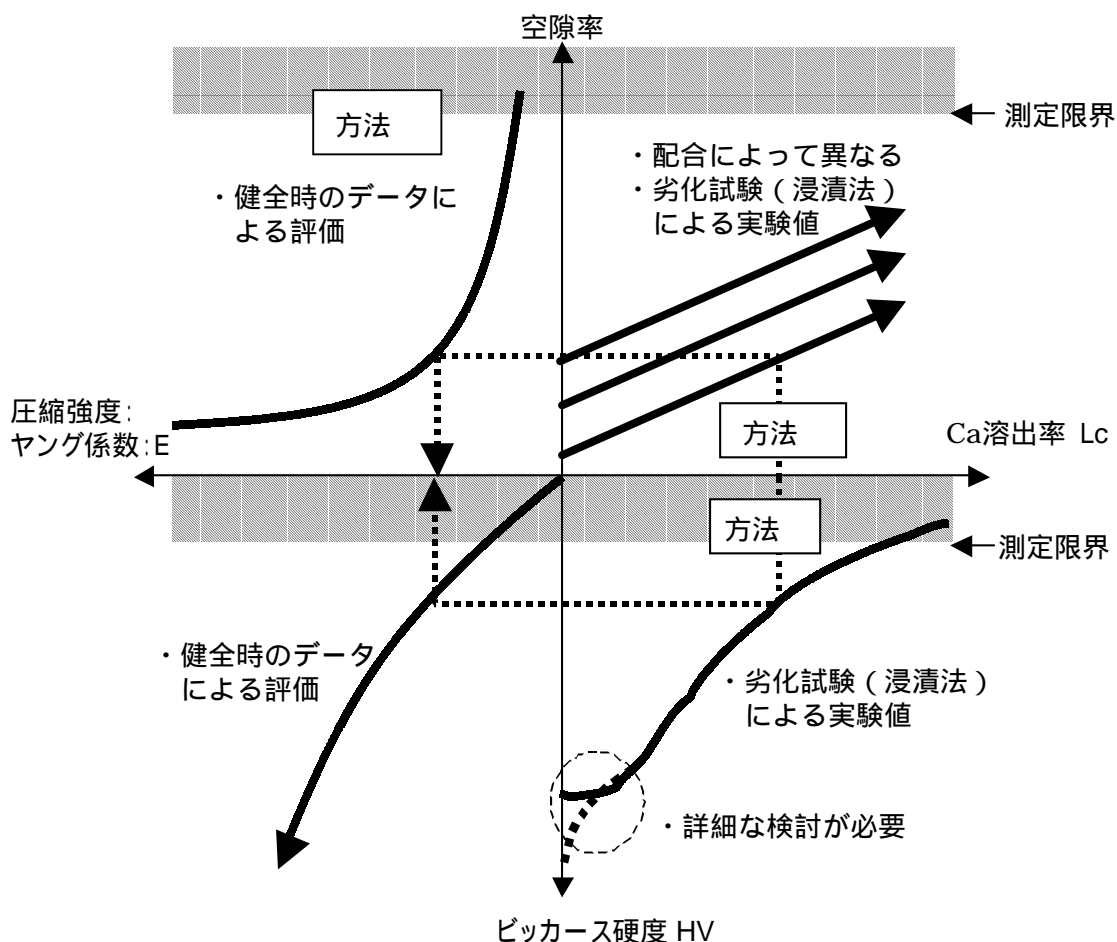 空隙率
測定限界
方法
・配合によって異なる
・劣化試験（浸漬法）
による実験値
・健全時のデータに
よる評価
圧縮強度:
ヤング係数:E
方法
Ca溶出率 Lc
方法
測定限界
・健全時のデータ
による評価
・劣化試験（浸漬法）
による実験値
・詳細な検討が必要
ビッカース硬度 HV